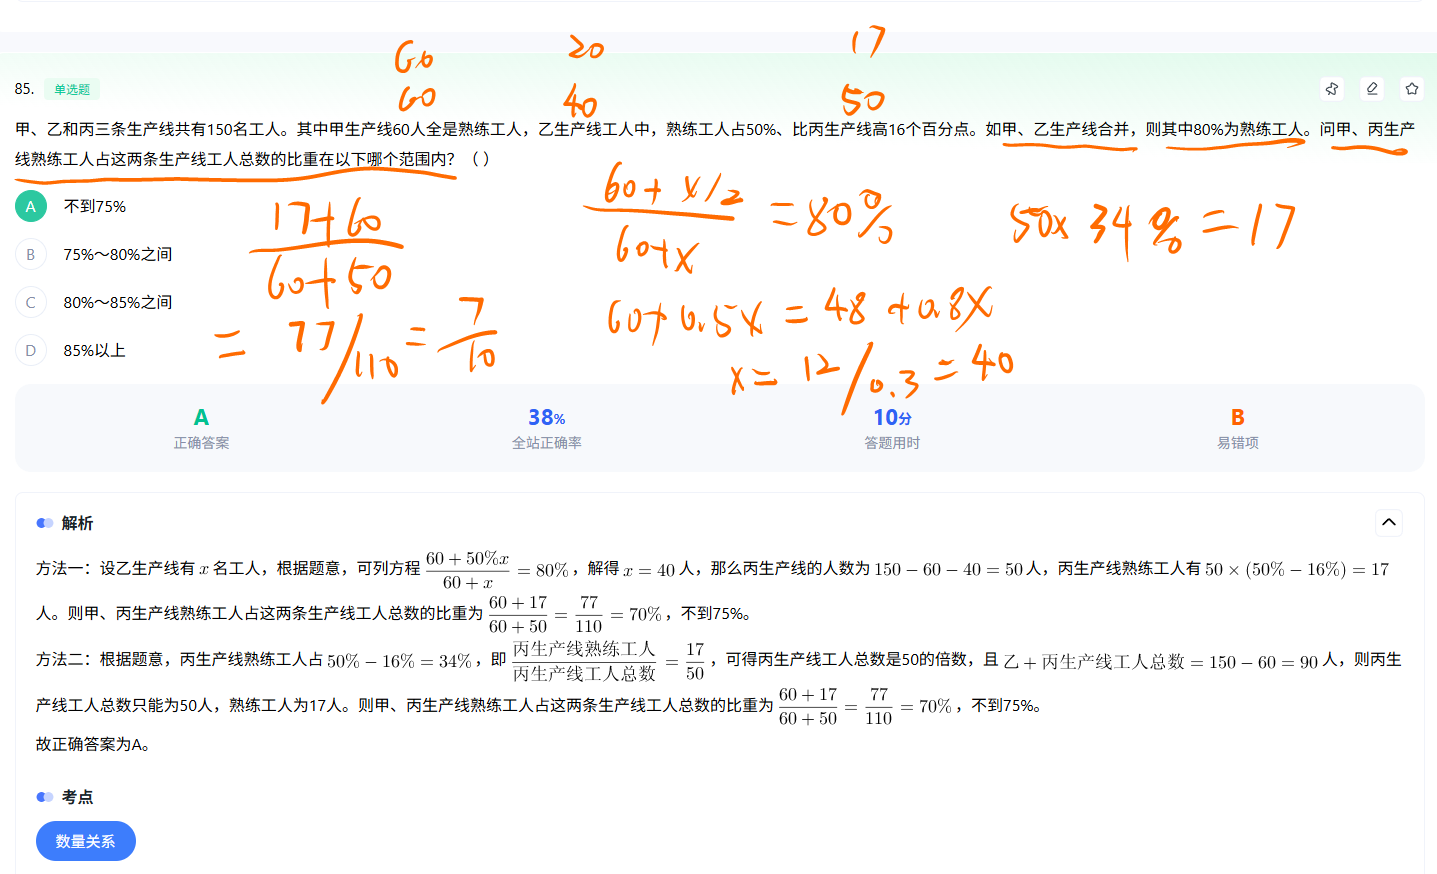 60 20 17
85. 单选题
60 40 50
甲、乙和丙三条生产线共有150名工人。其中甲生产线60人全是熟练工人，乙生产线工人中，熟练工人占50%、比丙生产线高16个百分点。如甲、乙生产线合并，则其中80%为熟练工人。问甲、丙生产
线熟练工人占这两条生产线工人总数的比重在以下哪个范围内？（ ）
A 不到75%
B 75%～80%之间
C 80%～85%之间
D 85%以上
(17+60)/(60+50)
= 77/110 = 7/10
(60+x/2)/(60+x) = 80%
60+0.5x = 48+0.8x
x = 12/0.3 = 40
50x 34% = 17
A 38% 10分 B
正确答案 全站正确率 答题用时 易错项
解析
方法一：设乙生产线有 x 名工人，根据题意，可列方程 (60+50%x)/(60+x) = 80%，解得 x = 40 人，那么丙生产线的人数为 150 − 60 − 40 = 50 人，丙生产线熟练工人有 50 × (50% − 16%) = 17
人。则甲、丙生产线熟练工人占这两条生产线工人总数的比重为 (60+17)/(60+50) = 77/110 = 70%，不到75%。
方法二：根据题意，丙生产线熟练工人占 50% − 16% = 34%，即 丙生产线熟练工人/丙生产线工人总数 = 17/50，可得丙生产线工人总数是50的倍数，且 乙 + 丙生产线工人总数 = 150 − 60 = 90 人，则丙生
产线工人总数只能为50人，熟练工人为17人。则甲、丙生产线熟练工人占这两条生产线工人总数的比重为 (60+17)/(60+50) = 77/110 = 70%，不到75%。
故正确答案为A。
考点
数量关系